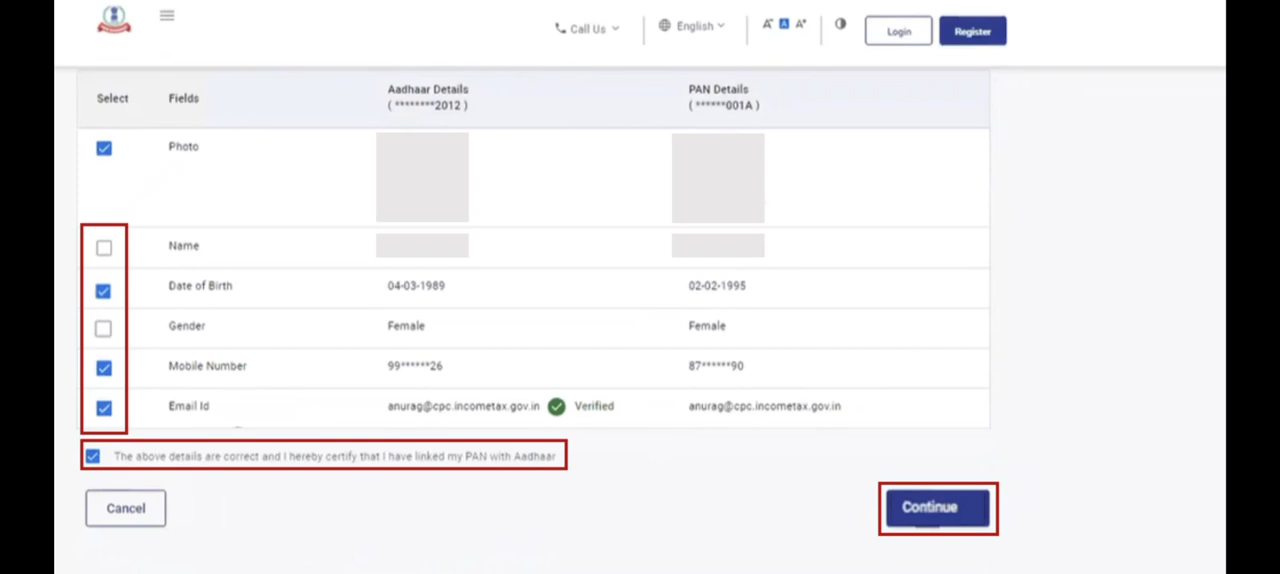 Call Us
English
A- A A+
Login
Register
Select Fields Aadhaar Details PAN Details
( ********2012 ) ( ******001A )
Photo
Name
Date of Birth 04-03-1989 02-02-1995
Gender Female Female
Mobile Number 99******26 87******90
Email Id anurag@cpc.incometax.gov.in Verified anurag@cpc.incometax.gov.in
The above details are correct and I hereby certify that I have linked my PAN with Aadhaar
Cancel Continue